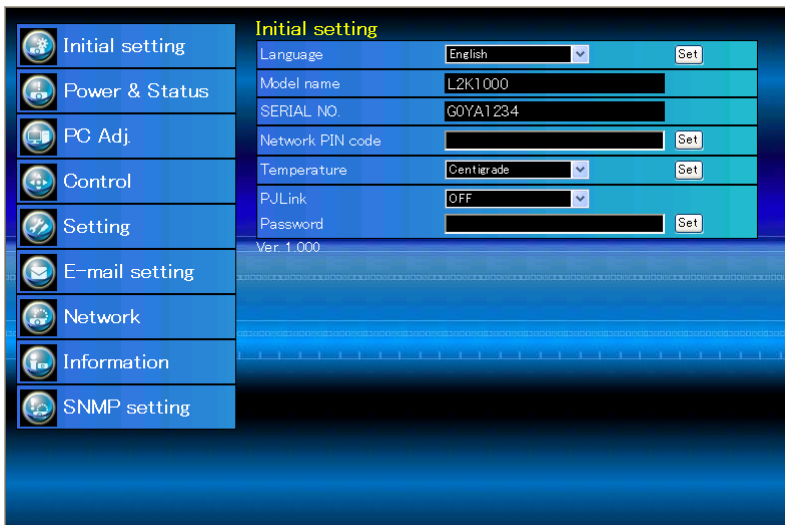 Initial setting
Power & Status
PC Adj.
Control
Setting
E-mail setting
Network
Information
SNMP setting
Initial setting
Language English Set
Model name L2K1000
SERIAL NO. G0YA1234
Network PIN code Set
Temperature Centigrade Set
PJLink OFF
Password Set
Ver. 1.000